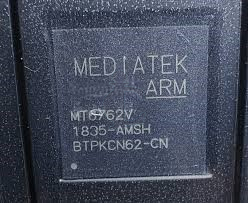 MEDIATEK
ARM
MT6762V
1835-AMSH
BTPKCN62-CN